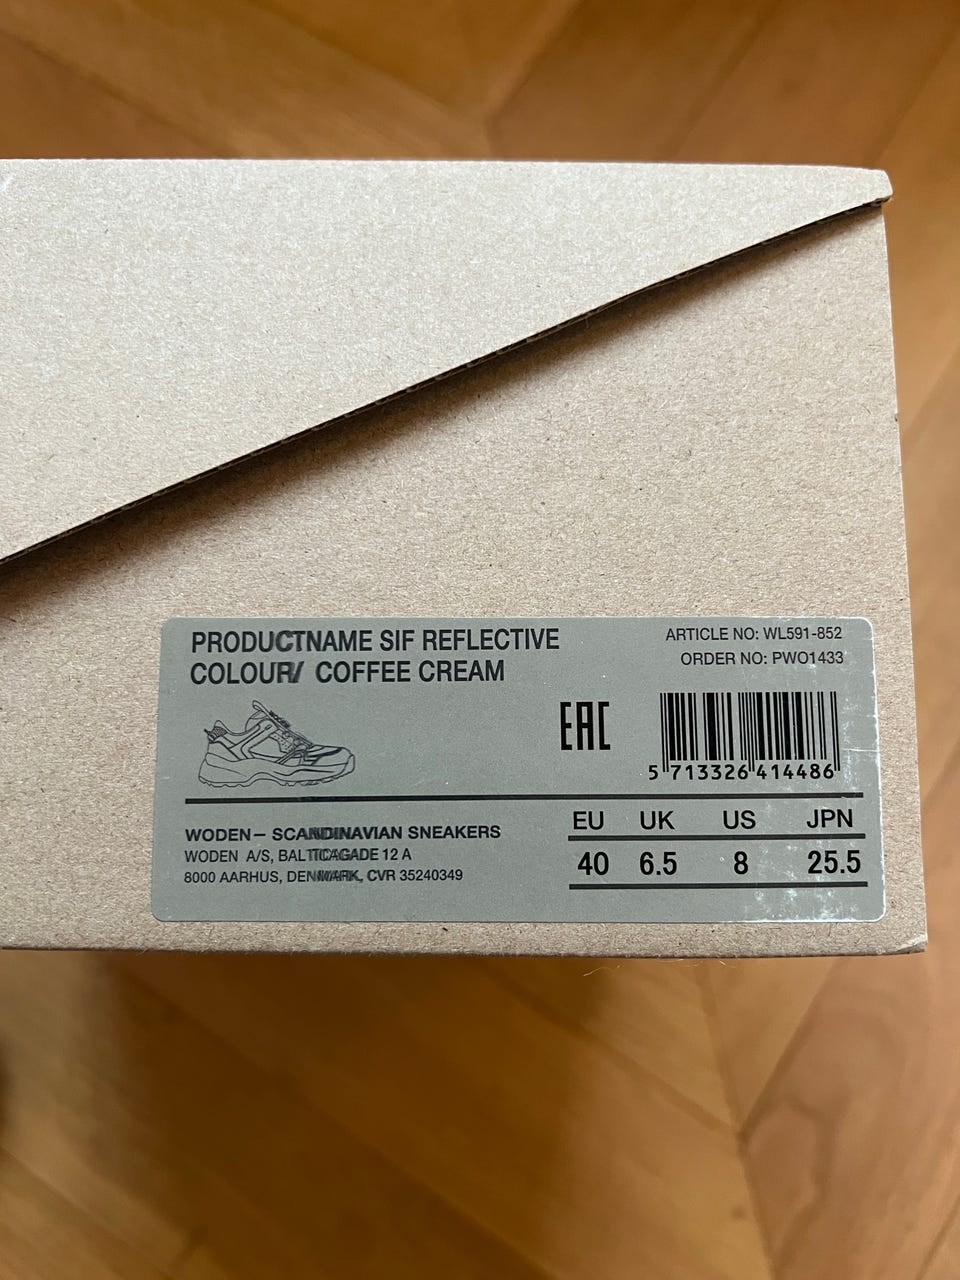 PRODUCTNAME SIF REFLECTIVE
COLOUR/ COFFEE CREAM
ARTICLE NO: WL591-852
ORDER NO: PWO1433
EAC
5 713326 414486
WODEN– SCANDINAVIAN SNEAKERS
WODEN A/S, BALTICAGADE 12 A
8000 AARHUS, DENMARK, CVR 35240349
EU UK US JPN
40 6.5 8 25.5